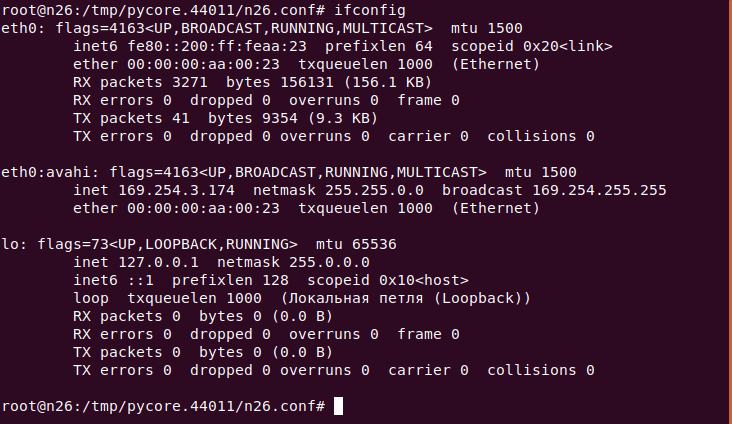 root@n26:/tmp/pycore.44011/n26.conf# ifconfig
eth0: flags=4163<UP,BROADCAST,RUNNING,MULTICAST>  mtu 1500
        inet6 fe80::200:ff:feaa:23  prefixlen 64  scopeid 0x20<link>
        ether 00:00:00:aa:00:23  txqueuelen 1000  (Ethernet)
        RX packets 3271  bytes 156131 (156.1 KB)
        RX errors 0  dropped 0  overruns 0  frame 0
        TX packets 41  bytes 9354 (9.3 KB)
        TX errors 0  dropped 0 overruns 0  carrier 0  collisions 0

eth0:avahi: flags=4163<UP,BROADCAST,RUNNING,MULTICAST>  mtu 1500
        inet 169.254.3.174  netmask 255.255.0.0  broadcast 169.254.255.255
        ether 00:00:00:aa:00:23  txqueuelen 1000  (Ethernet)

lo: flags=73<UP,LOOPBACK,RUNNING>  mtu 65536
        inet 127.0.0.1  netmask 255.0.0.0
        inet6 ::1  prefixlen 128  scopeid 0x10<host>
        loop  txqueuelen 1000  (Локальная петля (Loopback))
        RX packets 0  bytes 0 (0.0 B)
        RX errors 0  dropped 0  overruns 0  frame 0
        TX packets 0  bytes 0 (0.0 B)
        TX errors 0  dropped 0 overruns 0  carrier 0  collisions 0

root@n26:/tmp/pycore.44011/n26.conf#